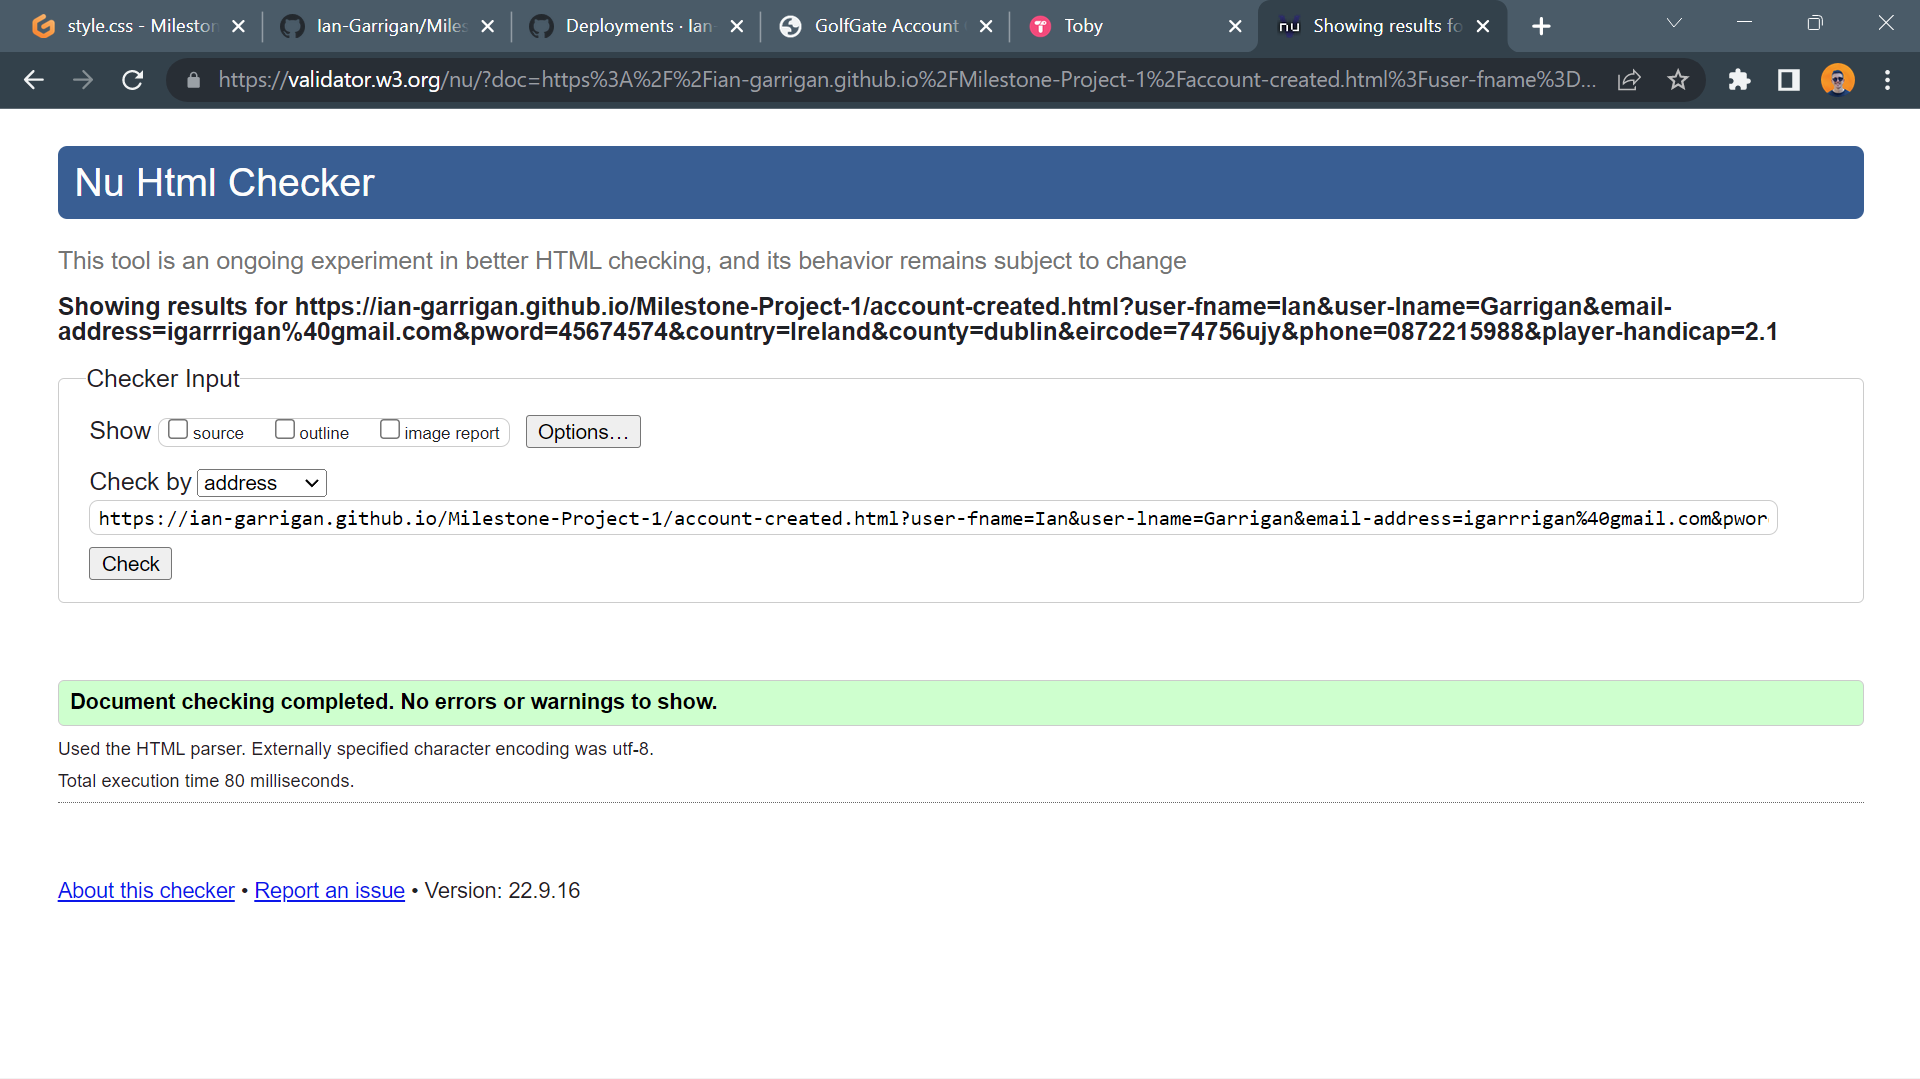 style.css - Mileston
Ian-Garrigan/Miles
Deployments · Ian-
GolfGate Account
Toby
nu Showing results fo
https://validator.w3.org/nu/?doc=https%3A%2F%2Fian-garrigan.github.io%2FMilestone-Project-1%2Faccount-created.html%3Fuser-fname%3D...
Nu Html Checker
This tool is an ongoing experiment in better HTML checking, and its behavior remains subject to change
Showing results for https://ian-garrigan.github.io/Milestone-Project-1/account-created.html?user-fname=Ian&user-lname=Garrigan&email-
address=igarrrigan%40gmail.com&pword=45674574&country=Ireland&county=dublin&eircode=74756ujy&phone=0872215988&player-handicap=2.1
Checker Input
Show source outline image report Options...
Check by address
https://ian-garrigan.github.io/Milestone-Project-1/account-created.html?user-fname=Ian&user-lname=Garrigan&email-address=igarrrigan%40gmail.com&pwor
Check
Document checking completed. No errors or warnings to show.
Used the HTML parser. Externally specified character encoding was utf-8.
Total execution time 80 milliseconds.
About this checker • Report an issue • Version: 22.9.16